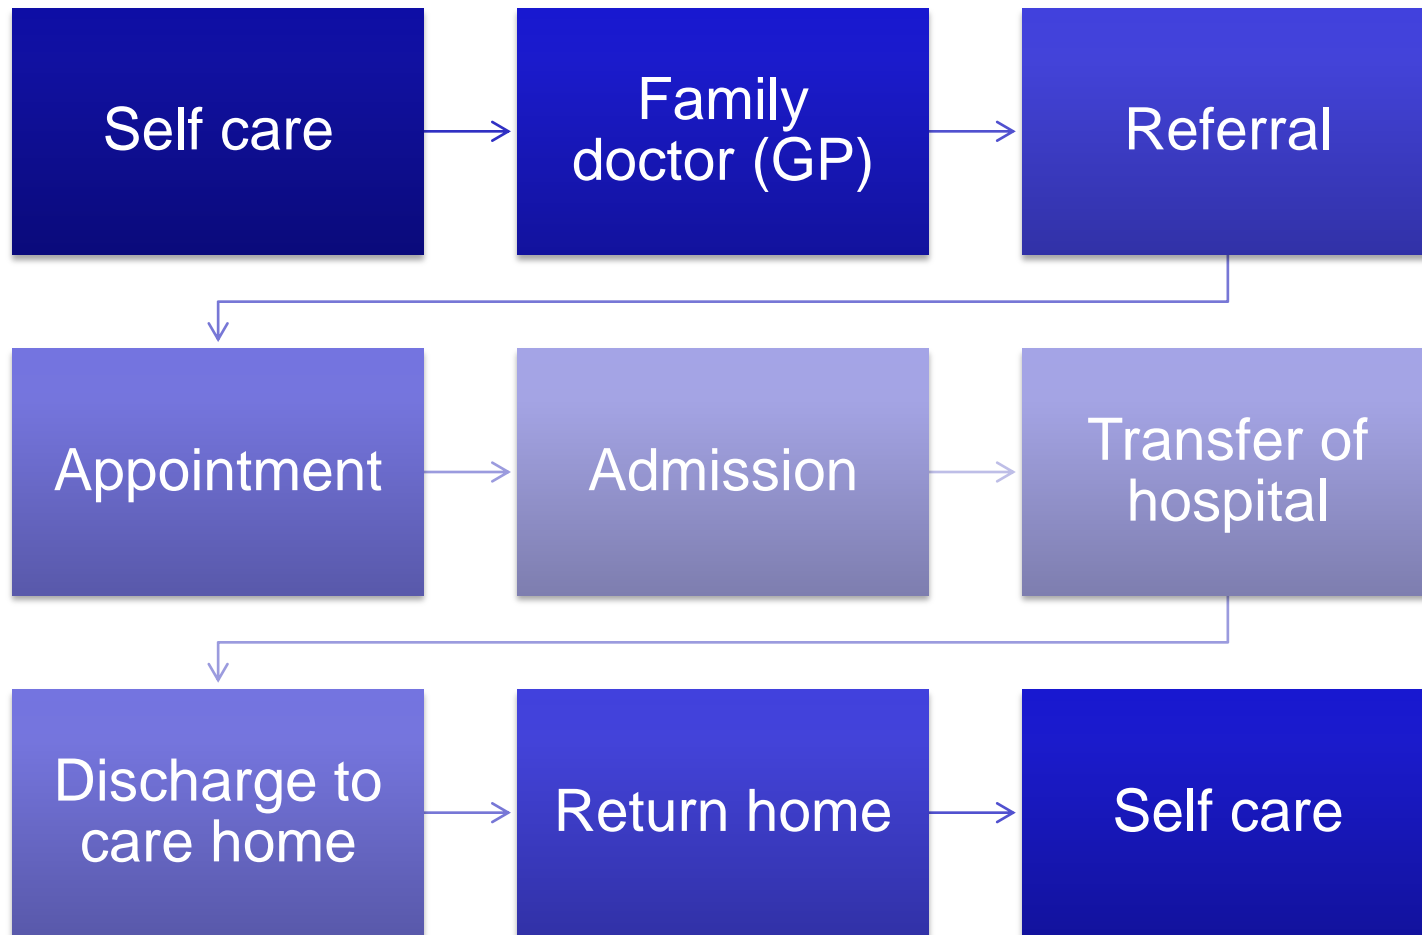 Self care
Family
doctor (GP)
Referral
Appointment
Admission
Transfer of
hospital
Discharge to
care home
Return home
Self care